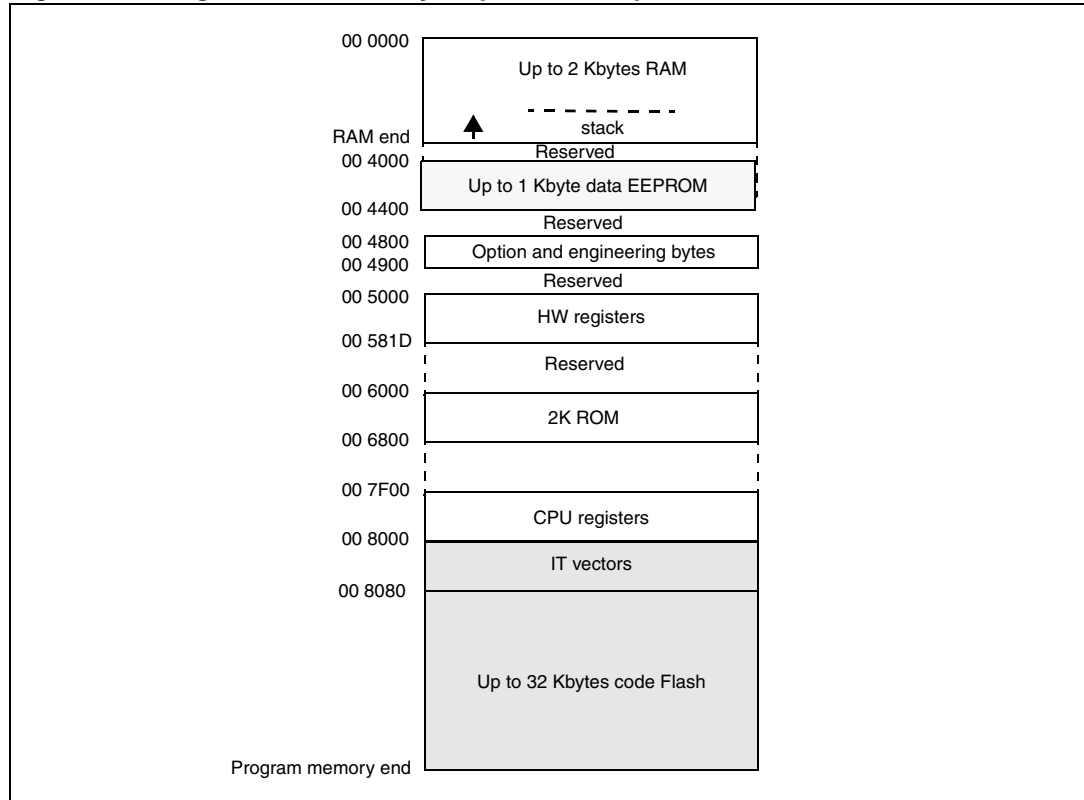 00 0000
Up to 2 Kbytes RAM
stack
RAM end
Reserved
00 4000
Up to 1 Kbyte data EEPROM
00 4400
Reserved
00 4800
Option and engineering bytes
00 4900
Reserved
00 5000
HW registers
00 581D
Reserved
00 6000
2K ROM
00 6800
00 7F00
CPU registers
00 8000
IT vectors
00 8080
Up to 32 Kbytes code Flash
Program memory end